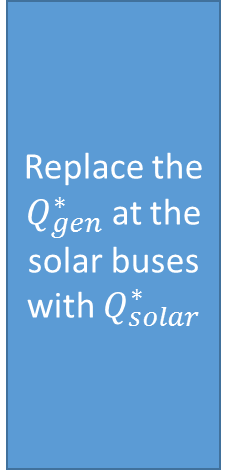 Replace the
$Q^*_{gen}$ at the
solar buses
with $Q^*_{solar}$